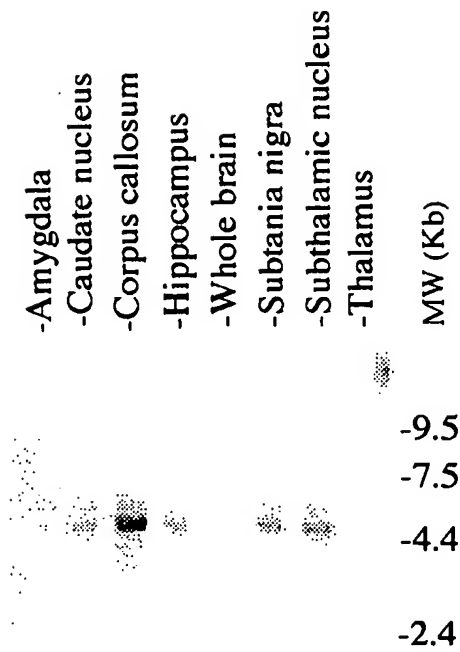 -Amygdala
-Caudate nucleus
-Corpus callosum
-Hippocampus
-Whole brain
-Subtania nigra
-Subthalamic nucleus
-Thalamus
MW (Kb)
-9.5
-7.5
-4.4
-2.4